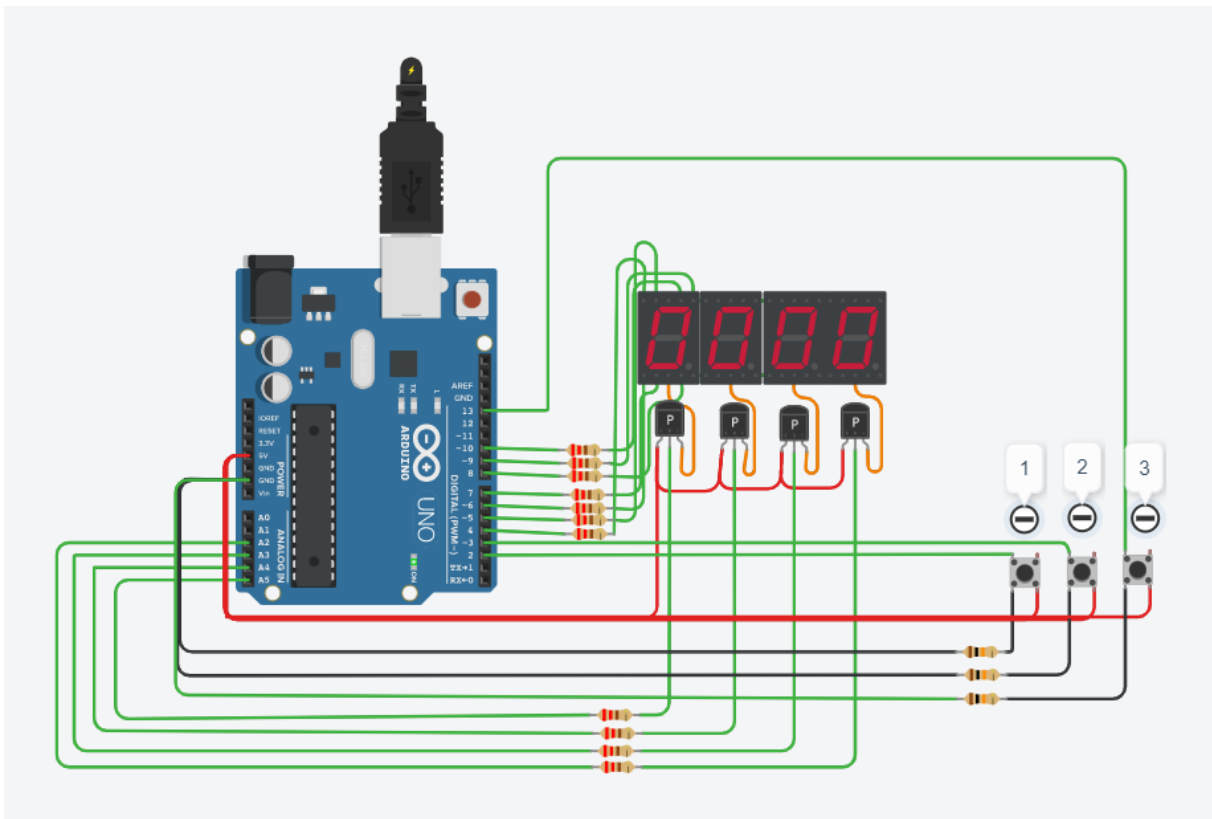 AREF
GND
13
12
~11
~10
~9
8
7
~6
~5
4
~3
2
TX→1
RX←0
DIGITAL (PWM~)
L
TX
RX
ARDUINO
UNO
ON
IOREF
RESET
3.3V
5V
GND
GND
Vin
POWER
A0
A1
A2
A3
A4
A5
ANALOG IN
P
P
P
P
1
2
3